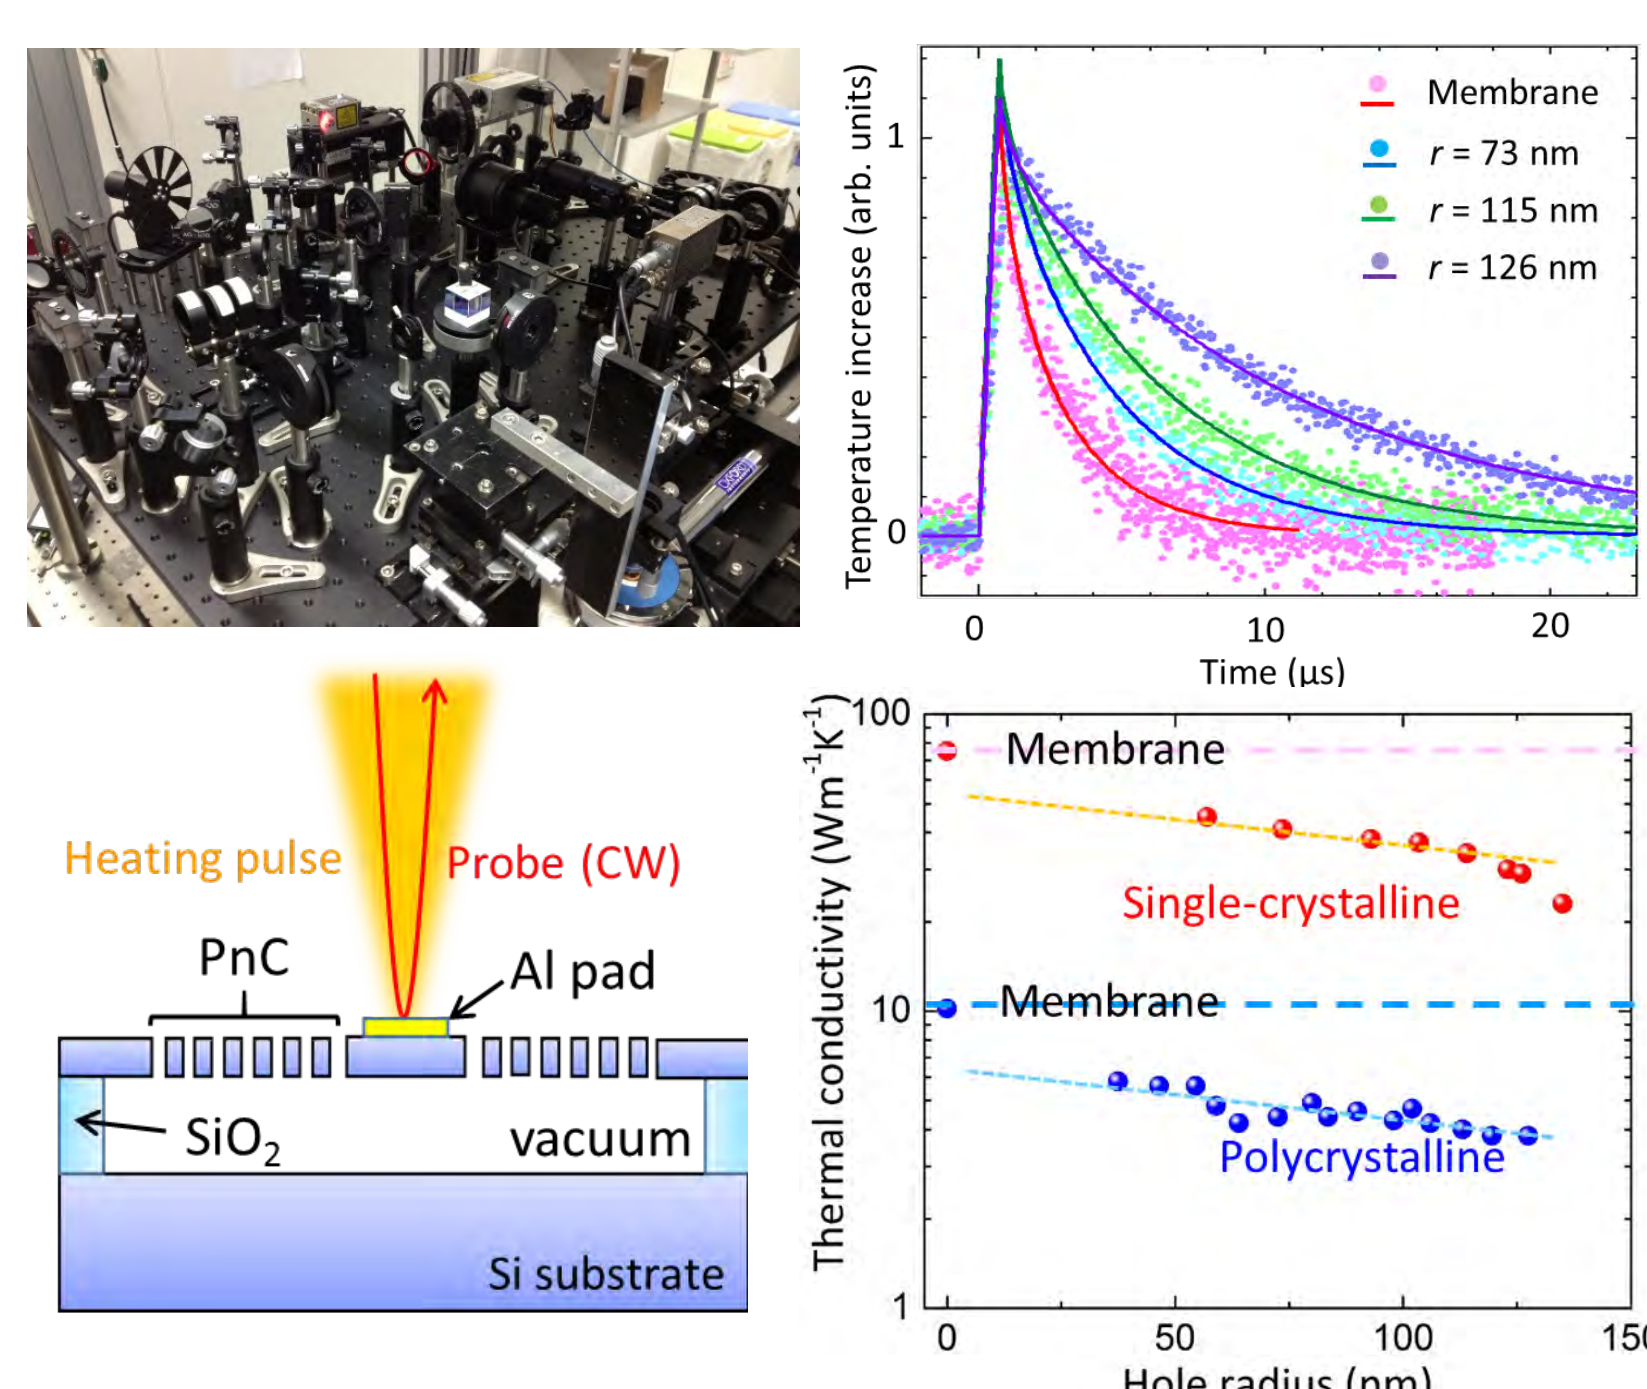 Temperature increase (arb. units)
1
0
Membrane
r = 73 nm
r = 115 nm
r = 126 nm
0
10
20
Time (µs)
Heating pulse
Probe (CW)
PnC
Al pad
SiO₂
vacuum
Si substrate
Thermal conductivity (Wm⁻¹K⁻¹)
100
10
1
Membrane
Single-crystalline
Membrane
Polycrystalline
0
50
100
150
Hole radius (nm)